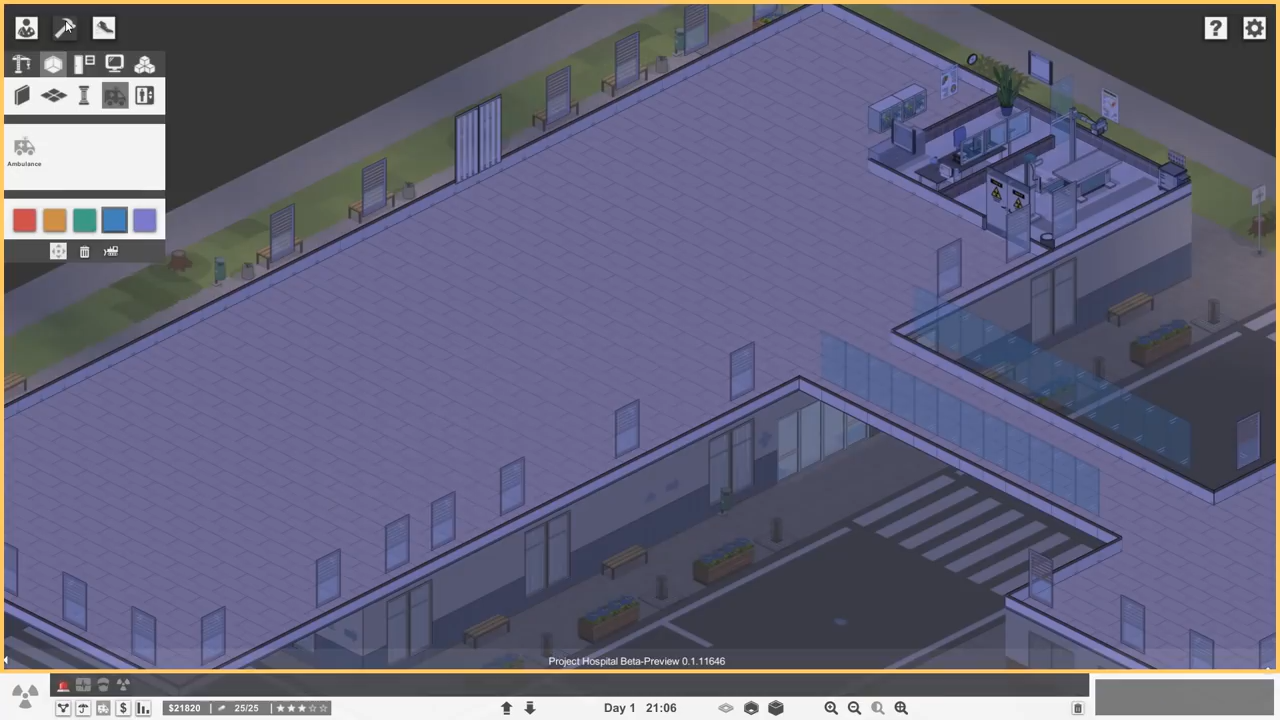 ?
Ambulance
Project Hospital Beta-Preview 0.1.11646
$
$21820
25/25
Day 1 21:06